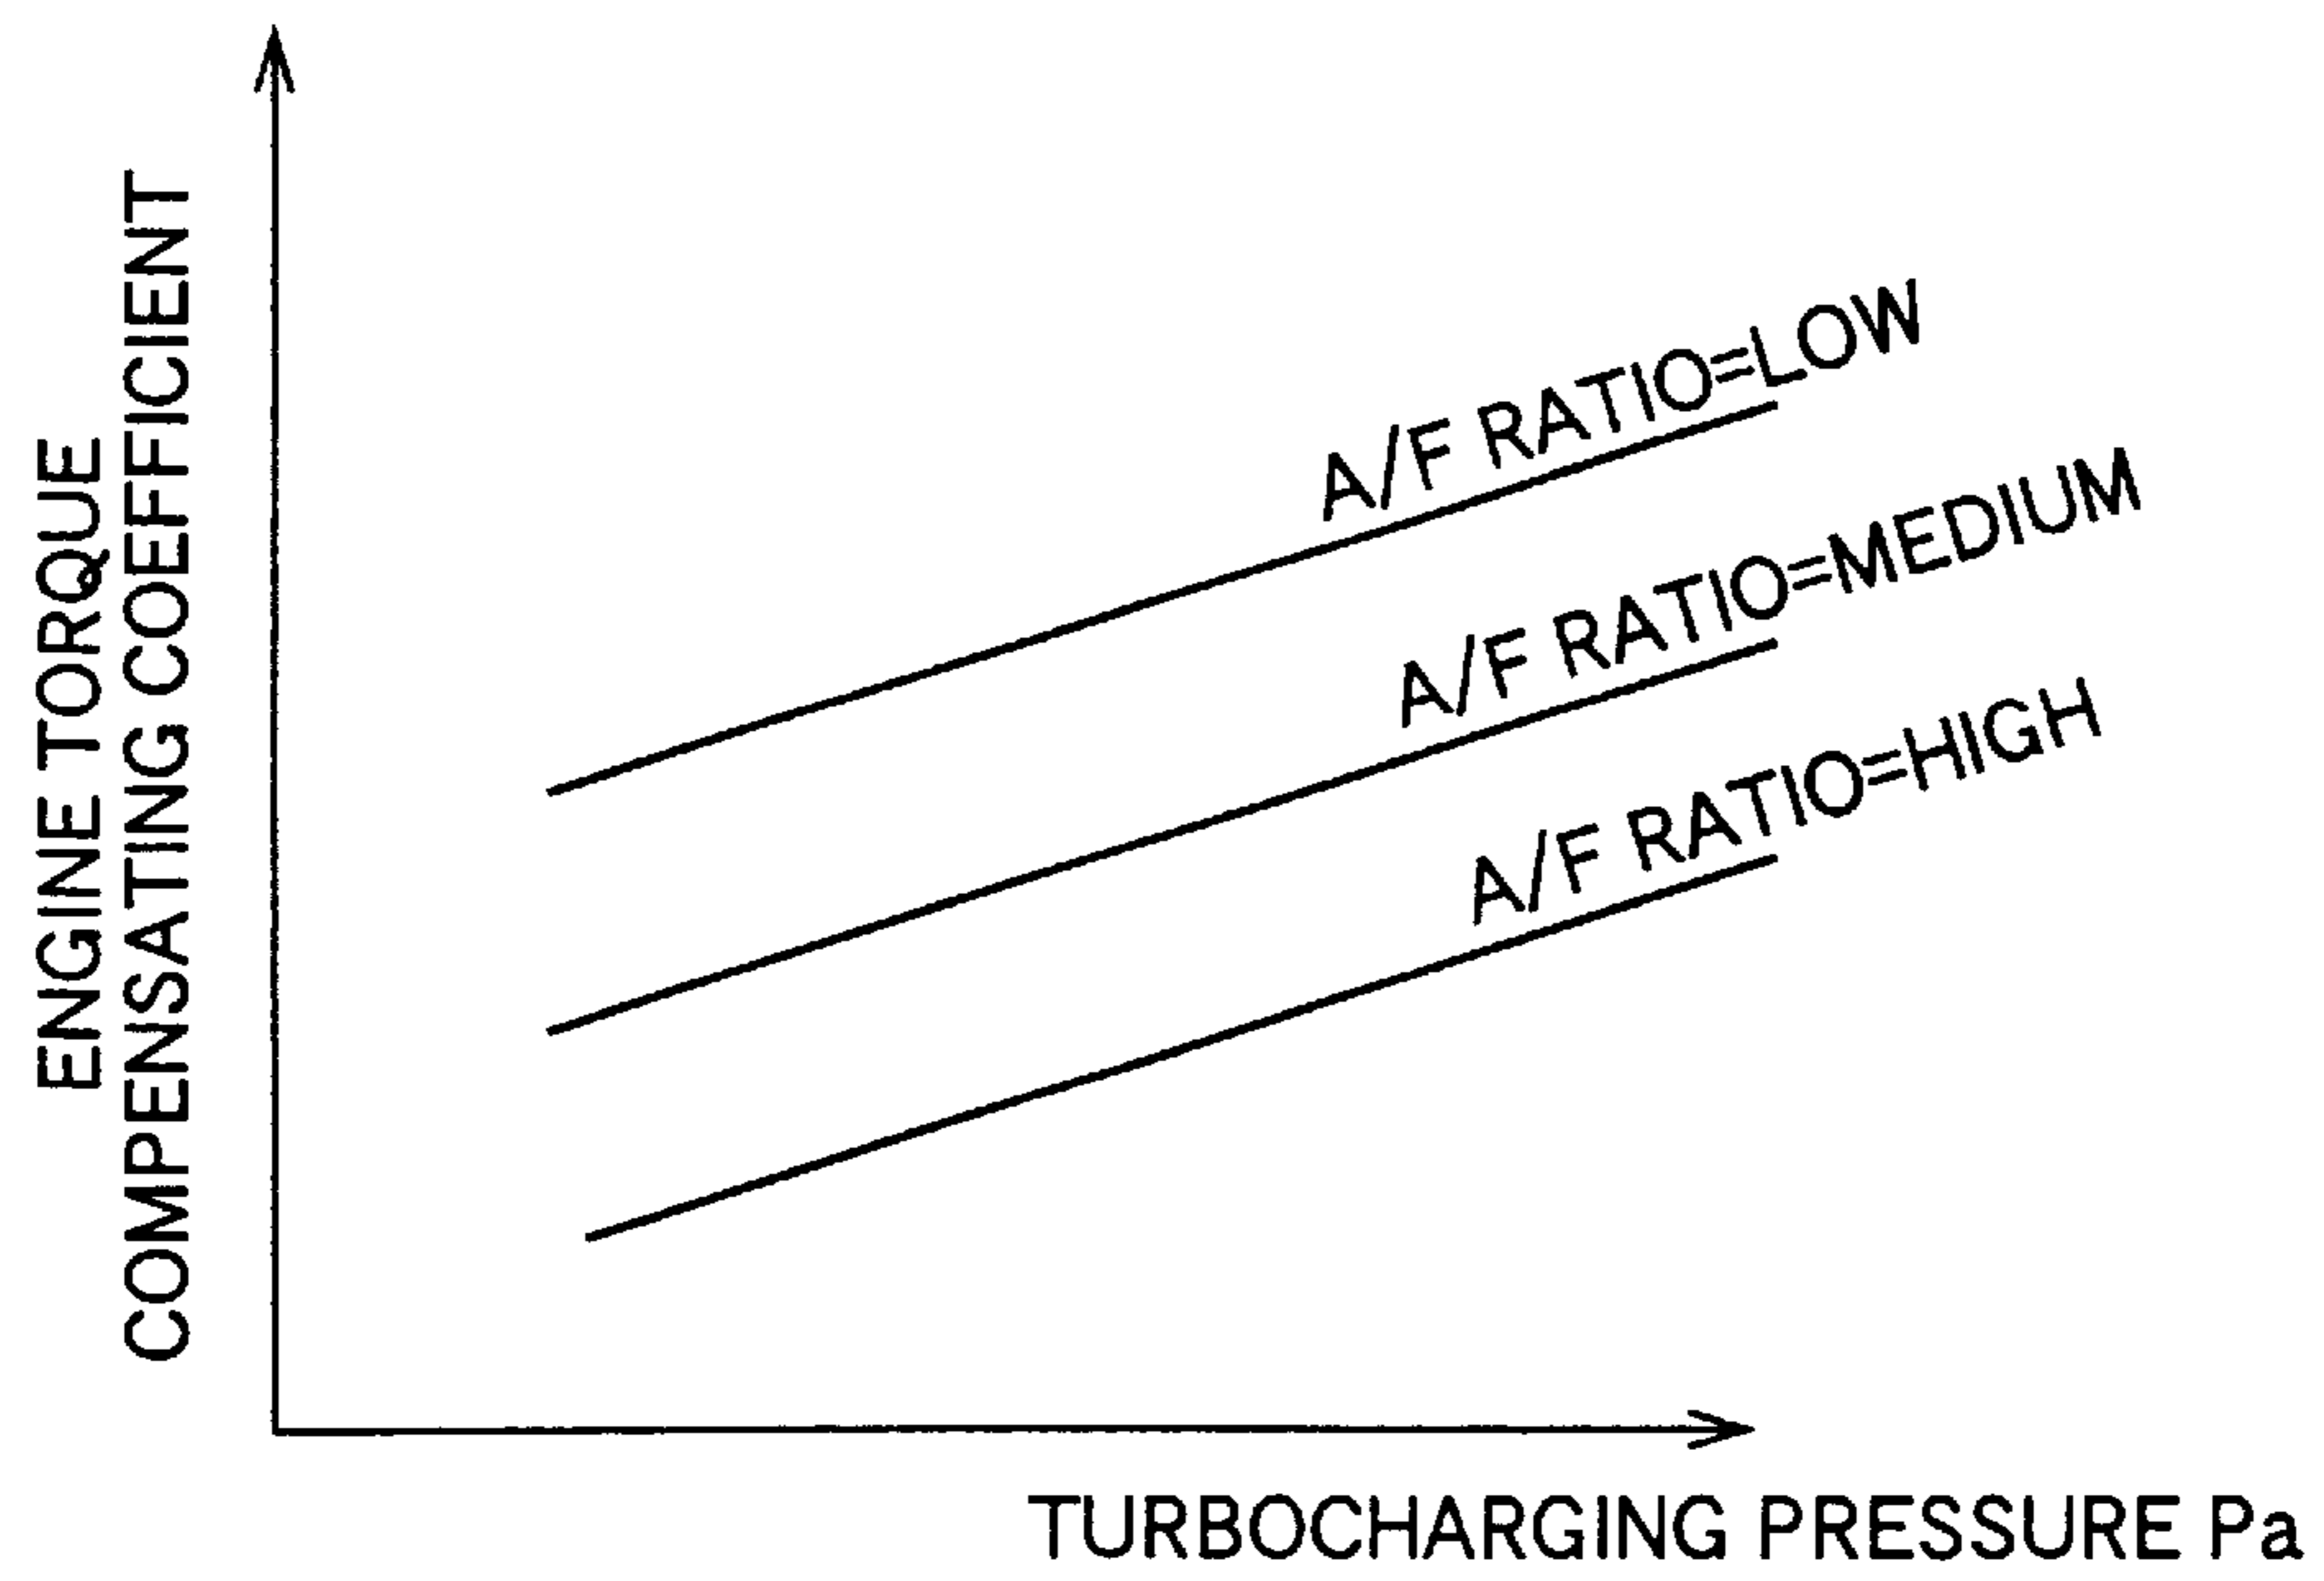 ENGINE TORQUE
COMPENSATING COEFFICIENT
A/F RATIO=LOW
A/F RATIO=MEDIUM
A/F RATIO=HIGH
TURBOCHARGING PRESSURE Pa